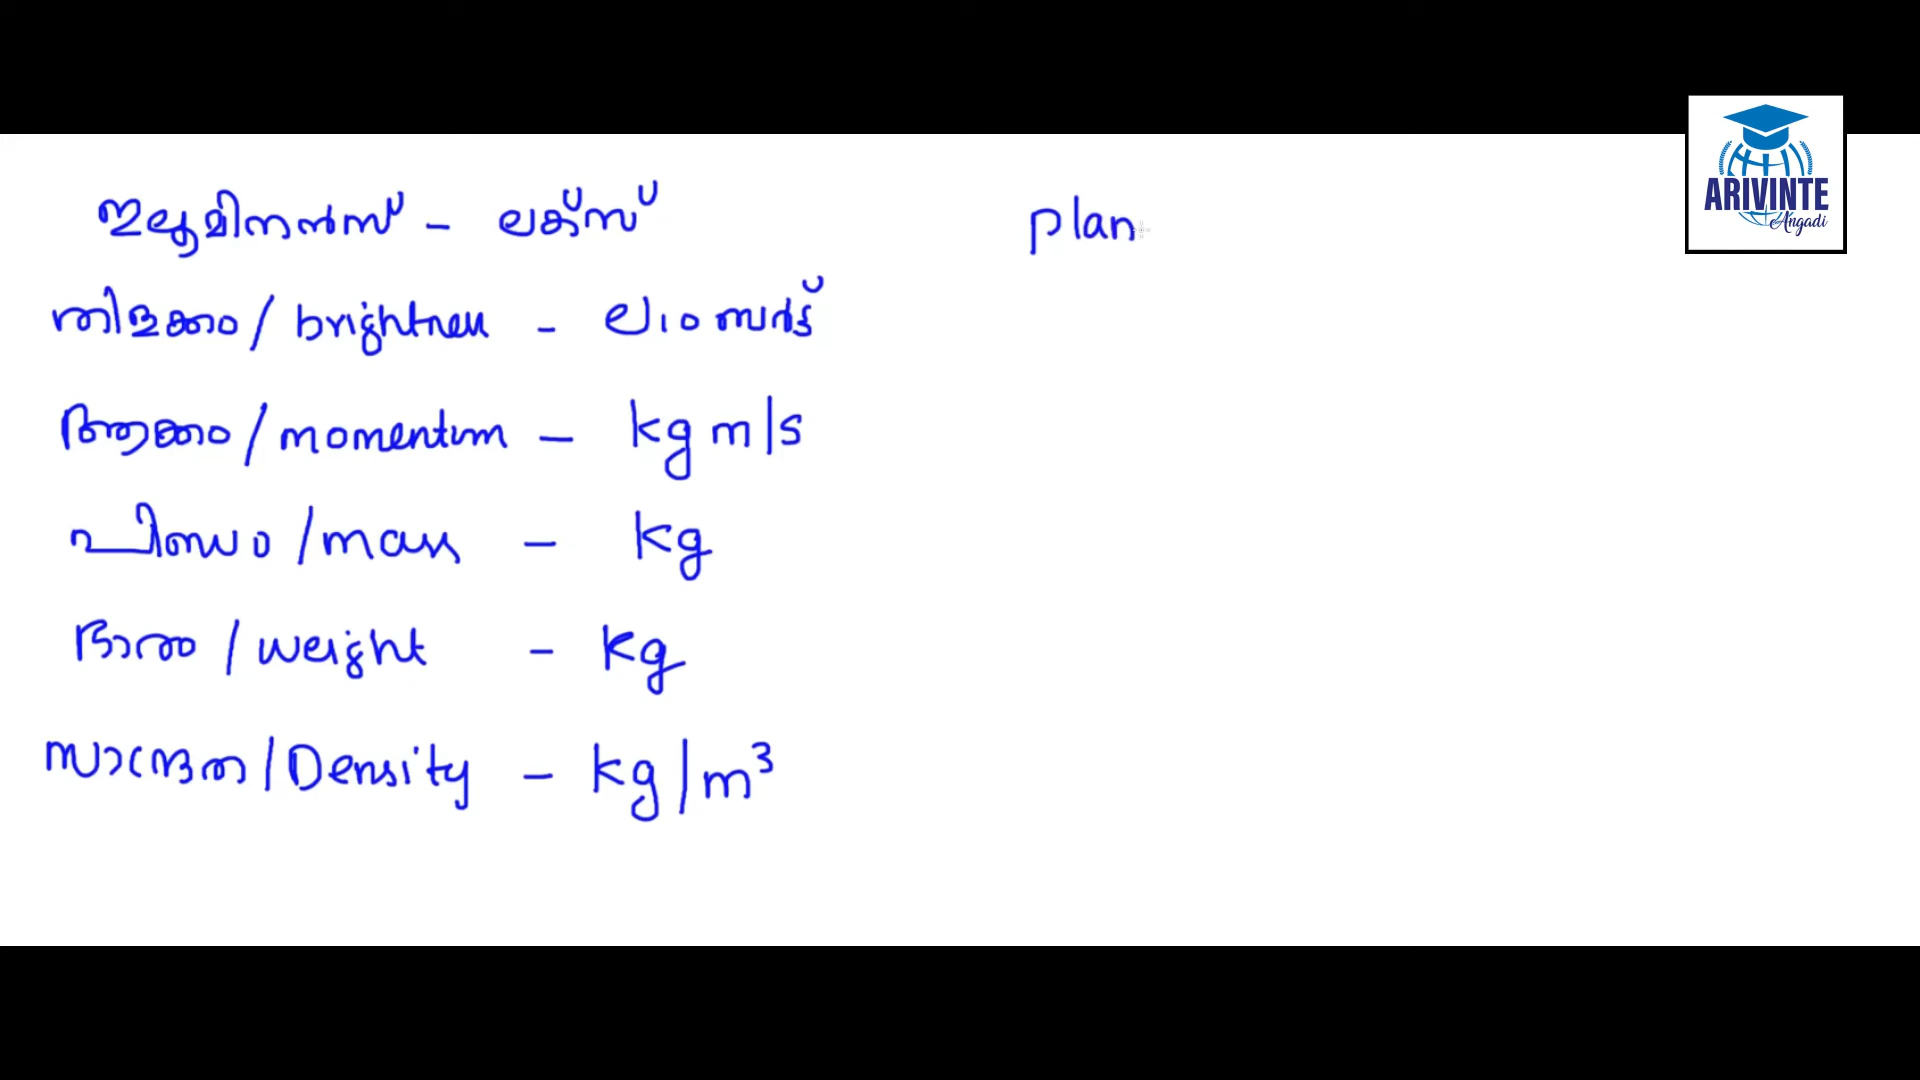 ഇല്യൂമിനൻസ് - ലക്സ്
തിളക്കം / brightness - ലാംബർട്ട്
ആക്കം / momentum - kg m/s
പിണ്ഡം / mass - kg
ഭാരം / weight - kg
സാന്ദ്രത / Density - kg/m³
plan
ARIVINTE
Angadi